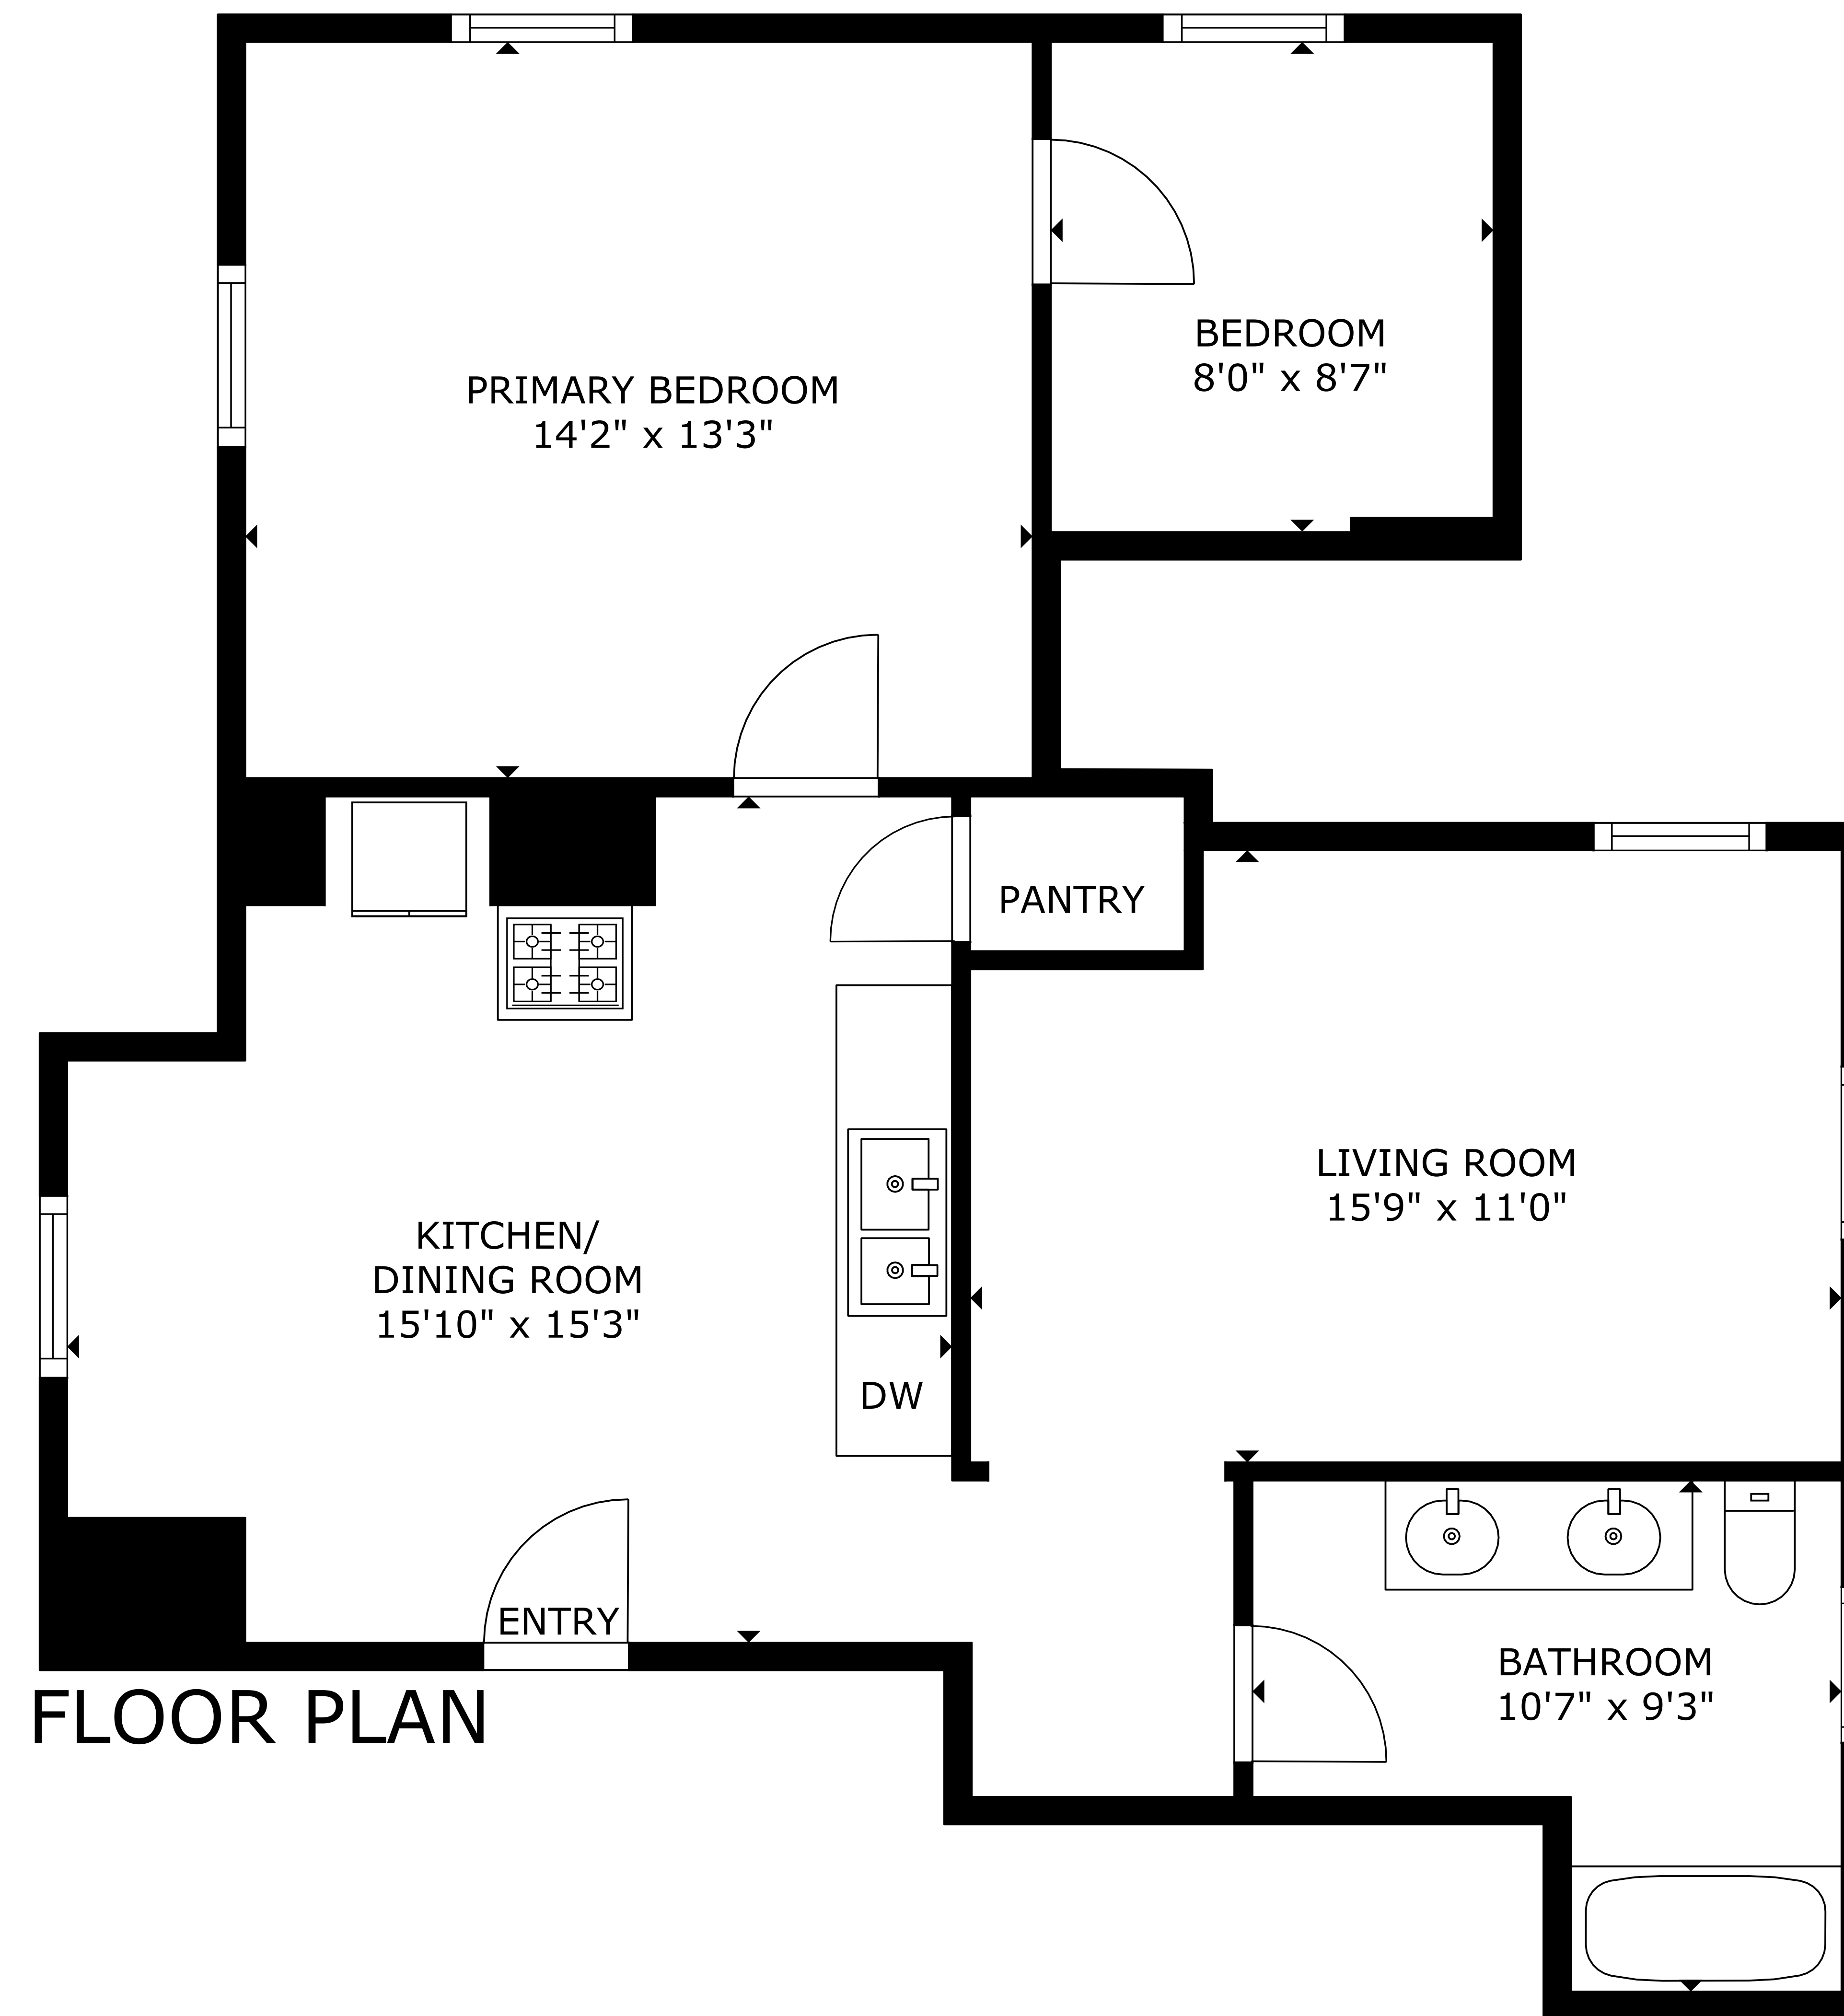 BEDROOM
8'0" x 8'7"
PRIMARY BEDROOM
14'2" x 13'3"
PANTRY
LIVING ROOM
15'9" x 11'0"
KITCHEN/
DINING ROOM
15'10" x 15'3"
DW
ENTRY
BATHROOM
10'7" x 9'3"
FLOOR PLAN